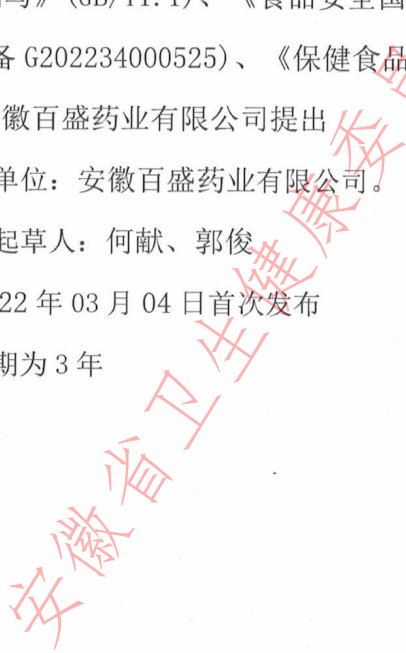 》(GB/T1.1)、《食品安全国
备 G202234000525)、《保健食品
徽百盛药业有限公司提出
单位：安徽百盛药业有限公司。
起草人：何献、郭俊
22 年 03 月 04 日首次发布
期为 3 年
安徽省卫生健康委